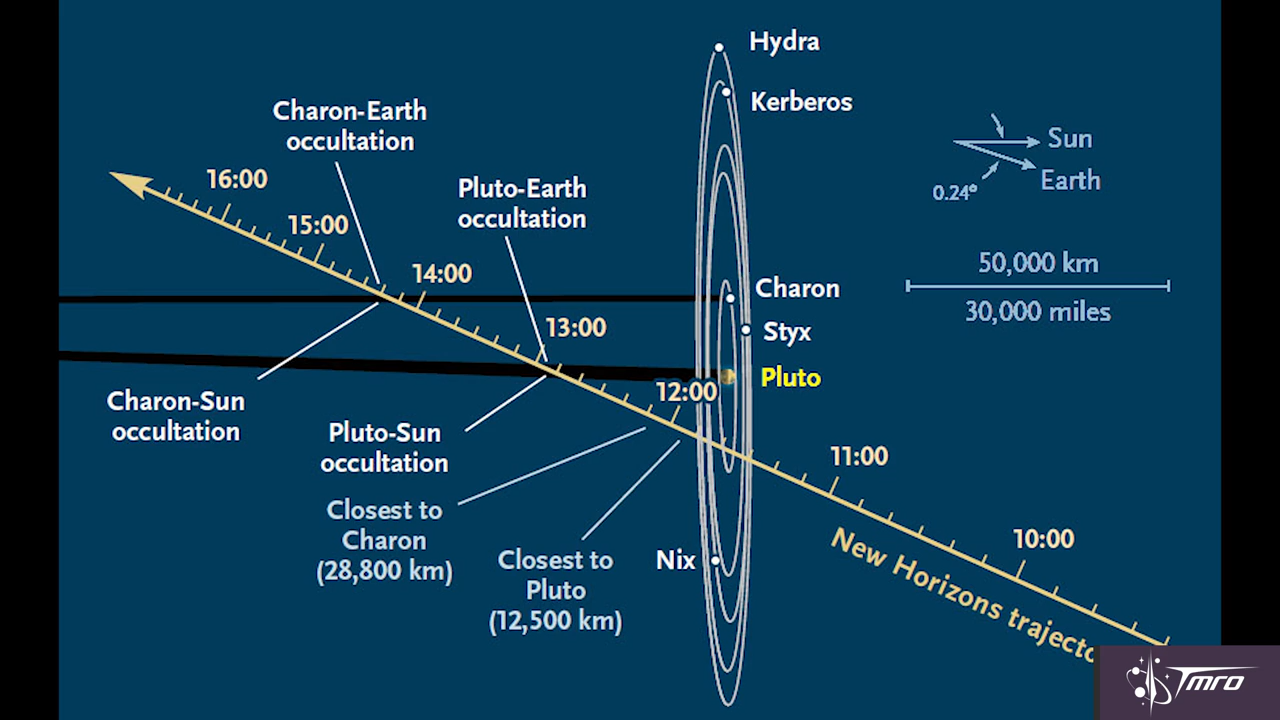 Hydra
Kerberos
Charon-Earth
occultation
Sun
Earth
0.24°
16:00
Pluto-Earth
occultation
15:00
14:00
50,000 km
30,000 miles
Charon
Styx
13:00
Pluto
12:00
Charon-Sun
occultation
Pluto-Sun
occultation
11:00
Closest to
Charon
(28,800 km)
Closest to
Pluto
(12,500 km)
Nix
10:00
New Horizons trajecto
TMRO